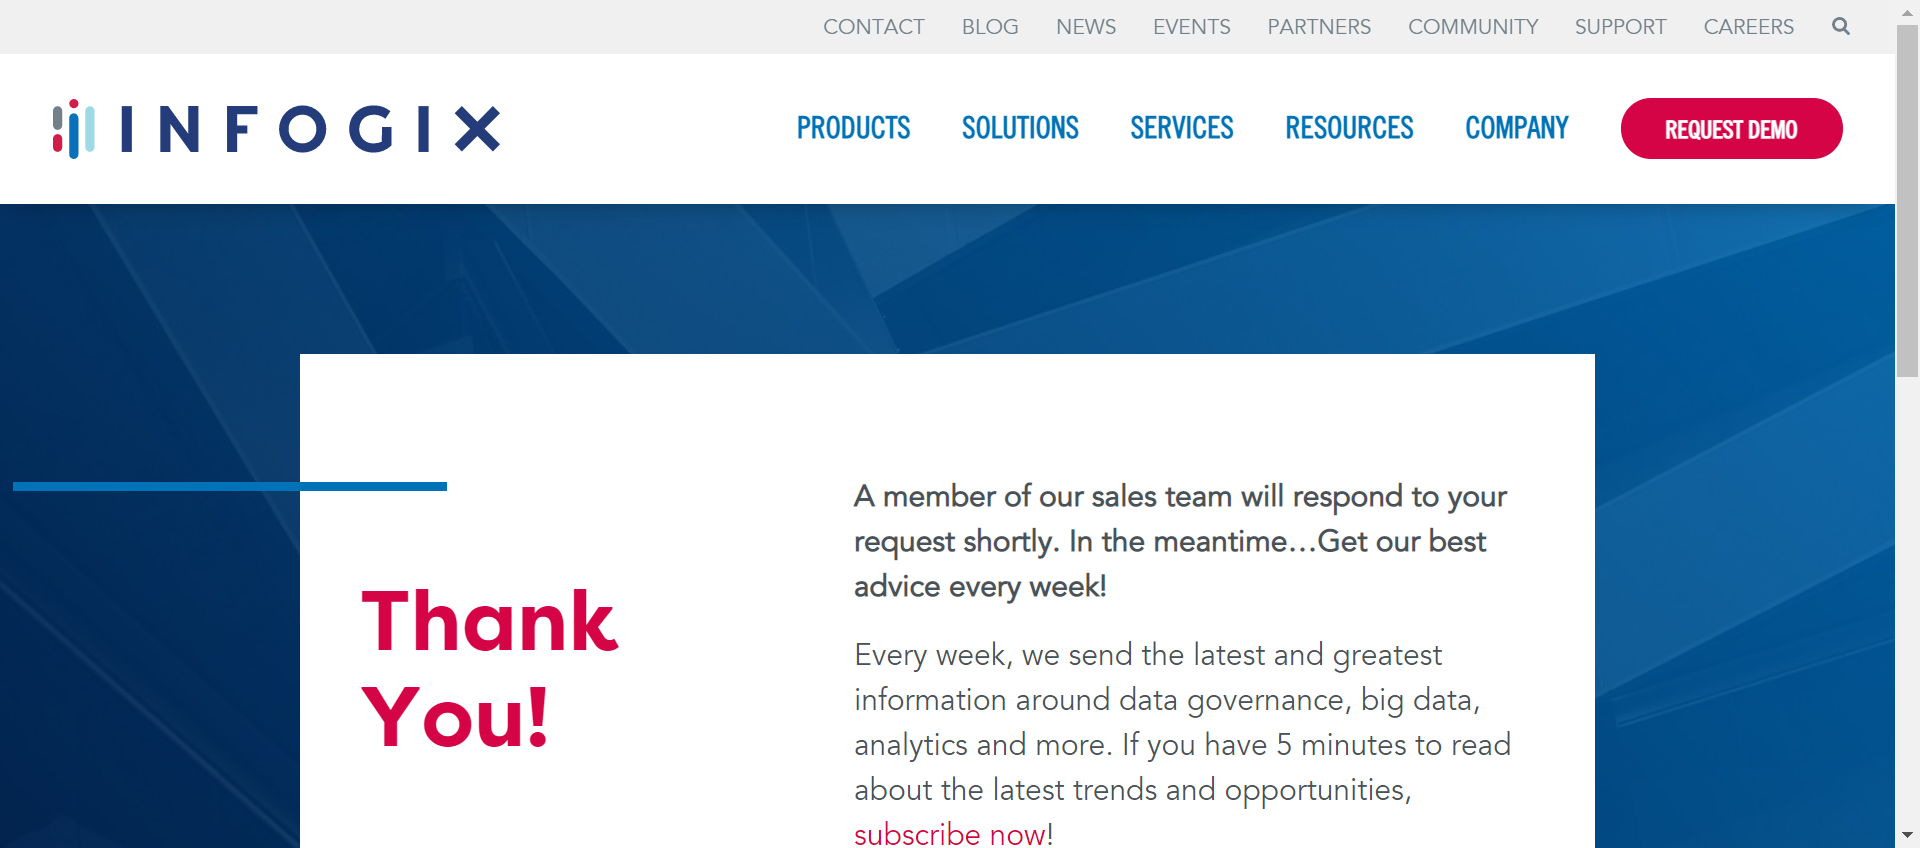 CONTACT BLOG NEWS EVENTS PARTNERS COMMUNITY SUPPORT CAREERS
INFOGIX
PRODUCTS SOLUTIONS SERVICES RESOURCES COMPANY REQUEST DEMO
Thank
You!
A member of our sales team will respond to your
request shortly. In the meantime…Get our best
advice every week!
Every week, we send the latest and greatest
information around data governance, big data,
analytics and more. If you have 5 minutes to read
about the latest trends and opportunities,
subscribe now!